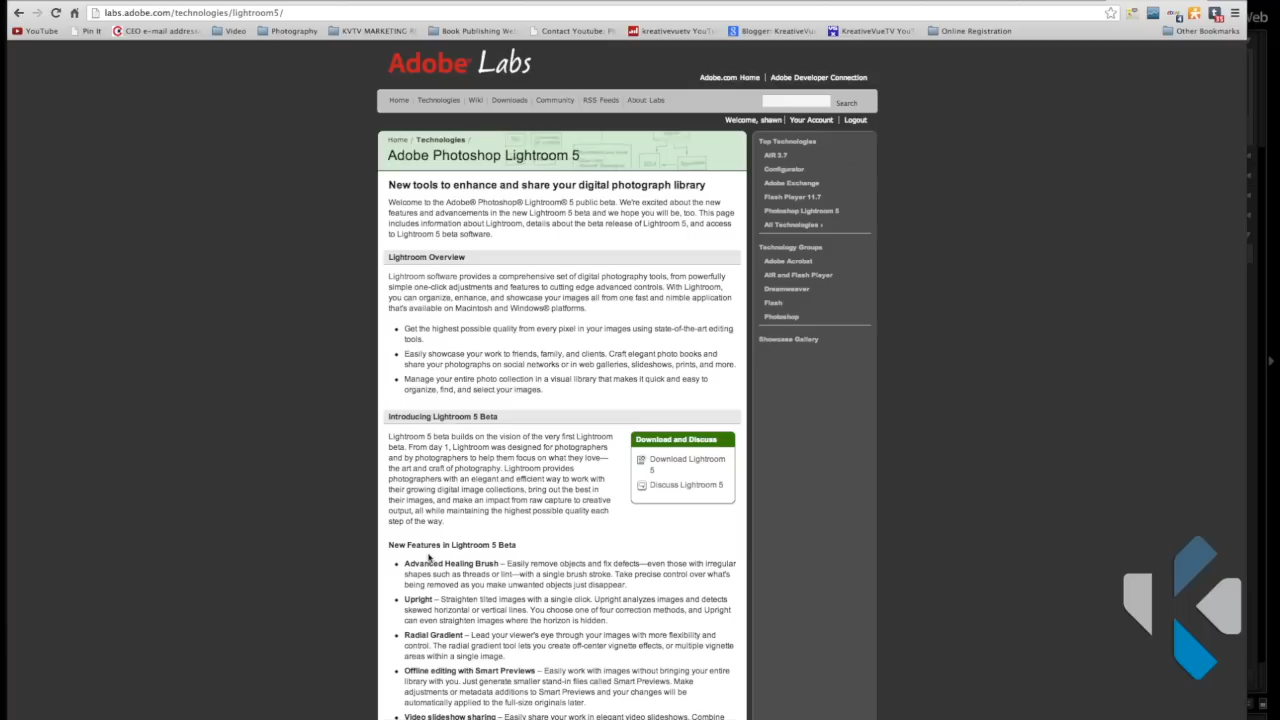 labs.adobe.com/technologies/lightroom5/
YouTube Pin It CEO e-mail address Video Photography KVTV MARKETING Book Publishing Web Contact Youtube: kreativevuetv YouTu Blogger: KreativeVu KreativeVueTV YouT Online Registration Other Bookmarks
Adobe Labs
Adobe.com Home | Adobe Developer Connection
Home Technologies Wiki Downloads Community RSS Feeds About Labs Search
Welcome, shawn | Your Account | Logout
Home / Technologies /
Adobe Photoshop Lightroom 5
New tools to enhance and share your digital photograph library
Welcome to the Adobe® Photoshop® Lightroom® 5 public beta. We're excited about the new
features and advancements in the new Lightroom 5 beta and we hope you will be, too. This page
includes information about Lightroom, details about the beta release of Lightroom 5, and access
to Lightroom 5 beta software.
Lightroom Overview
Lightroom software provides a comprehensive set of digital photography tools, from powerfully
simple one-click adjustments and features to cutting edge advanced controls. With Lightroom,
you can organize, enhance, and showcase your images all from one fast and nimble application
that's available on Macintosh and Windows® platforms.
• Get the highest possible quality from every pixel in your images using state-of-the-art editing
tools.
• Easily showcase your work to friends, family, and clients. Craft elegant photo books and
share your photographs on social networks or in web galleries, slideshows, prints, and more.
• Manage your entire photo collection in a visual library that makes it quick and easy to
organize, find, and select your images.
Introducing Lightroom 5 Beta
Lightroom 5 beta builds on the vision of the very first Lightroom
beta. From day 1, Lightroom was designed for photographers
and by photographers to help them focus on what they love—
the art and craft of photography. Lightroom provides
photographers with an elegant and efficient way to work with
their growing digital image collections, bring out the best in
their images, and make an impact from raw capture to creative
output, all while maintaining the highest possible quality each
step of the way.
Download and Discuss
Download Lightroom
5
Discuss Lightroom 5
New Features in Lightroom 5 Beta
• Advanced Healing Brush – Easily remove objects and fix defects—even those with irregular
shapes such as threads or lint—with a single brush stroke. Take precise control over what's
being removed as you make unwanted objects just disappear.
• Upright – Straighten tilted images with a single click. Upright analyzes images and detects
skewed horizontal or vertical lines. You choose one of four correction methods, and Upright
can even straighten images where the horizon is hidden.
• Radial Gradient – Lead your viewer's eye through your images with more flexibility and
control. The radial gradient tool lets you create off-center vignette effects, or multiple vignette
areas within a single image.
• Offline editing with Smart Previews – Easily work with images without bringing your entire
library with you. Just generate smaller stand-in files called Smart Previews. Make
adjustments or metadata additions to Smart Previews and your changes will be
automatically applied to the full-size originals later.
• Video slideshow sharing – Easily share your work in elegant video slideshows. Combine
Top Technologies
AIR 3.7
Configurator
Adobe Exchange
Flash Player 11.7
Photoshop Lightroom 5
All Technologies ›
Technology Groups
Adobe Acrobat
AIR and Flash Player
Dreamweaver
Flash
Photoshop
Showcase Gallery